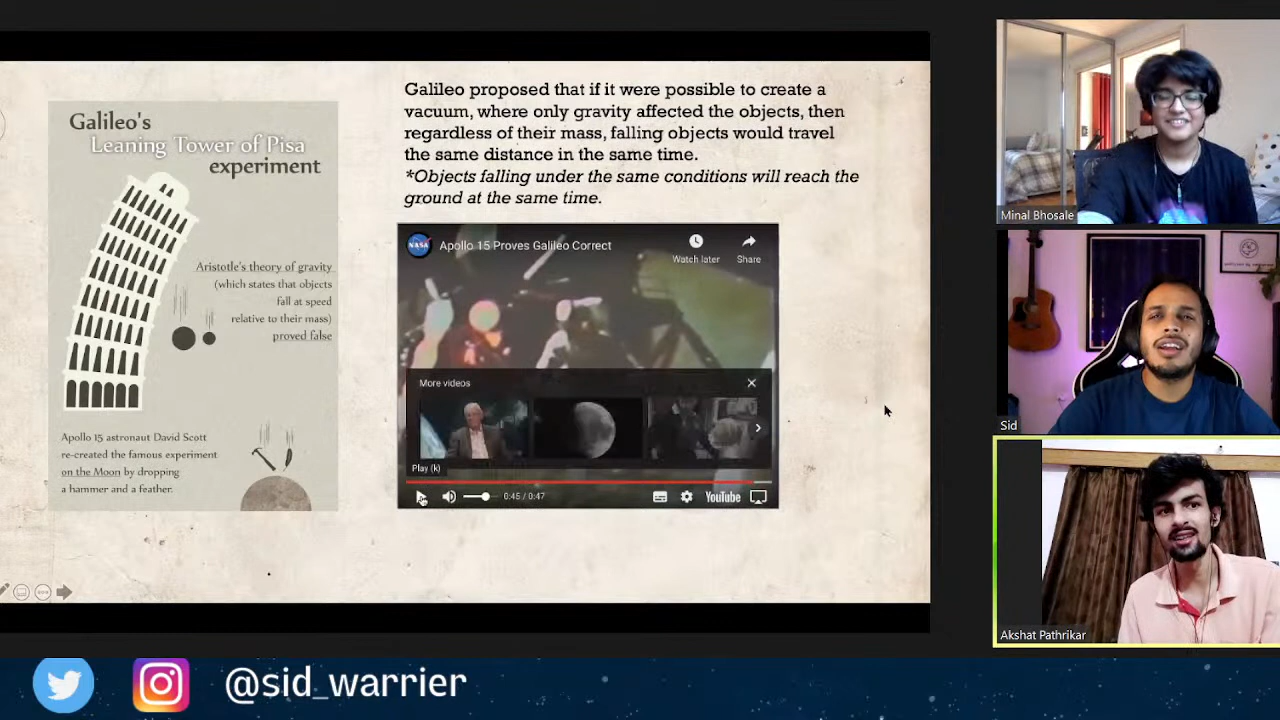 Galileo's
Leaning Tower of Pisa
experiment
Aristotle's theory of gravity
(which states that objects
fall at speed
relative to their mass)
proved false
Apollo 15 astronaut David Scott
re-created the famous experiment
on the Moon by dropping
a hammer and a feather.
Galileo proposed that if it were possible to create a
vacuum, where only gravity affected the objects, then
regardless of their mass, falling objects would travel
the same distance in the same time.
*Objects falling under the same conditions will reach the
ground at the same time.
NASA
Apollo 15 Proves Galileo Correct
Watch later
Share
More videos
Play (k)
0:45 / 0:47
YouTube
Minal Bhosale
Sid
Akshat Pathrikar
@sid_warrier